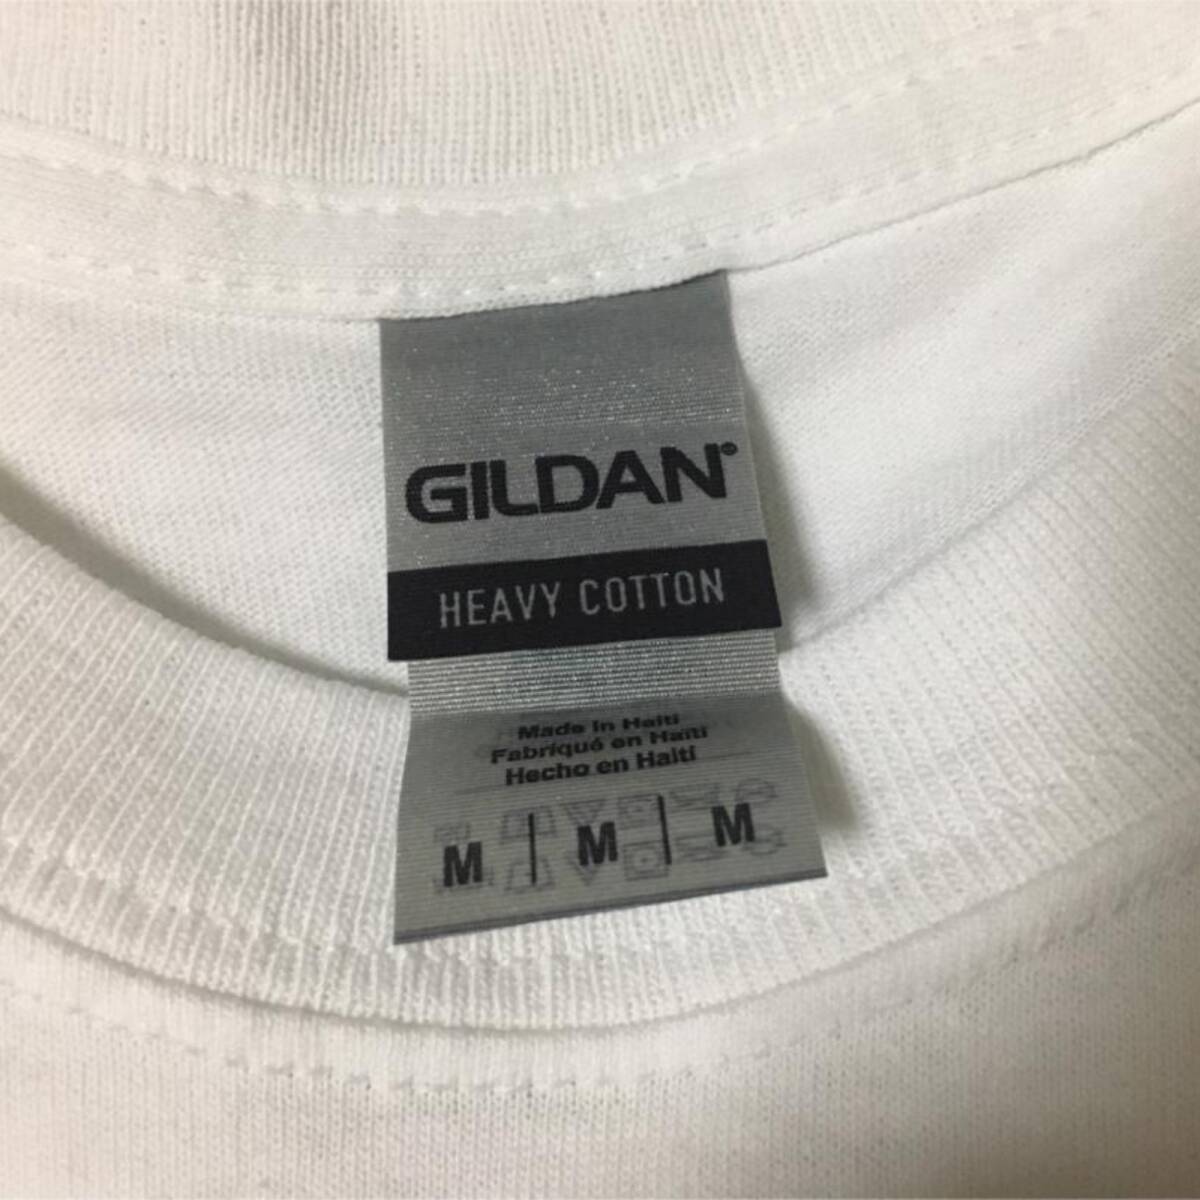 GILDAN®
HEAVY COTTON
Made in Haiti
Fabriqué en Haïti
Hecho en Haití
M | M | M